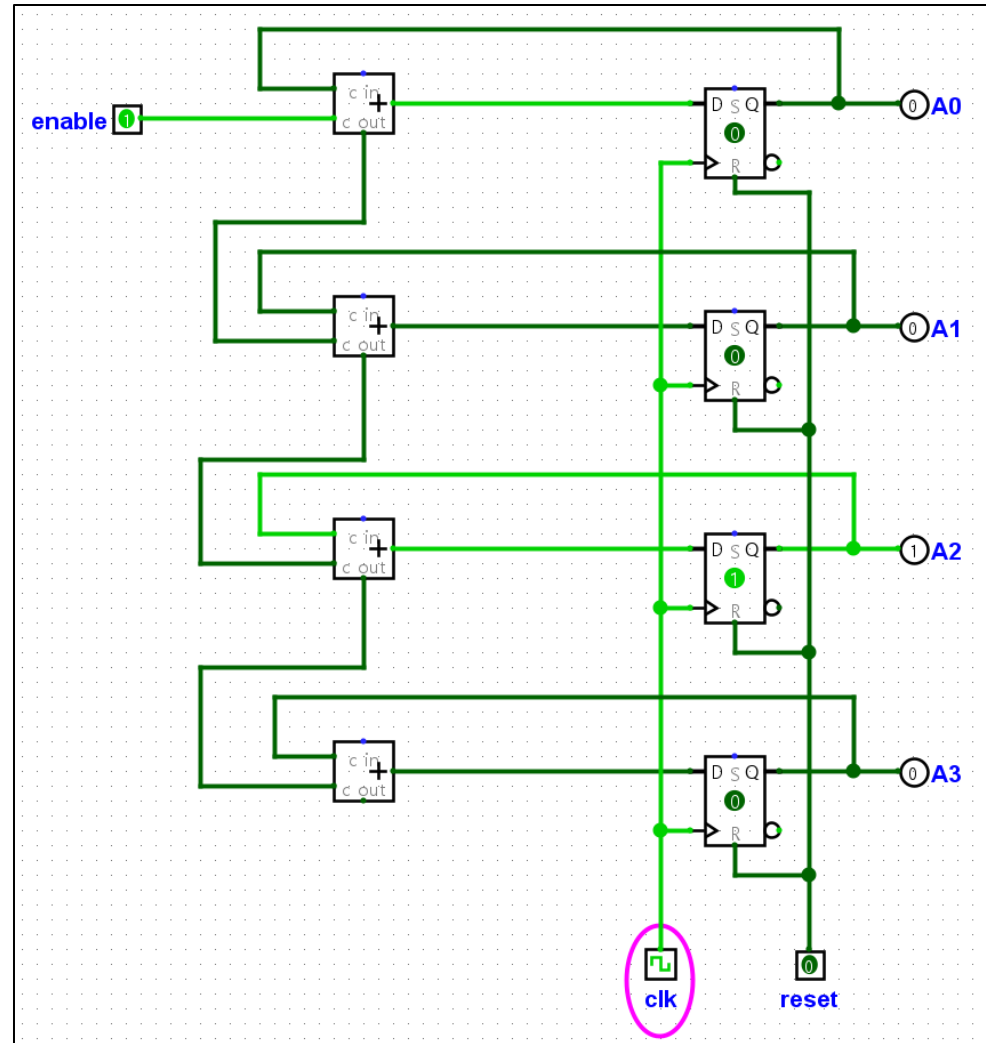 c in
+
enable 1
c out
D S Q
0
R
0 A0
c in
+
c out
D S Q
0
R
0 A1
c in
+
c out
D S Q
1
R
1 A2
c in
+
c out
D S Q
0
R
0 A3
clk
0
reset